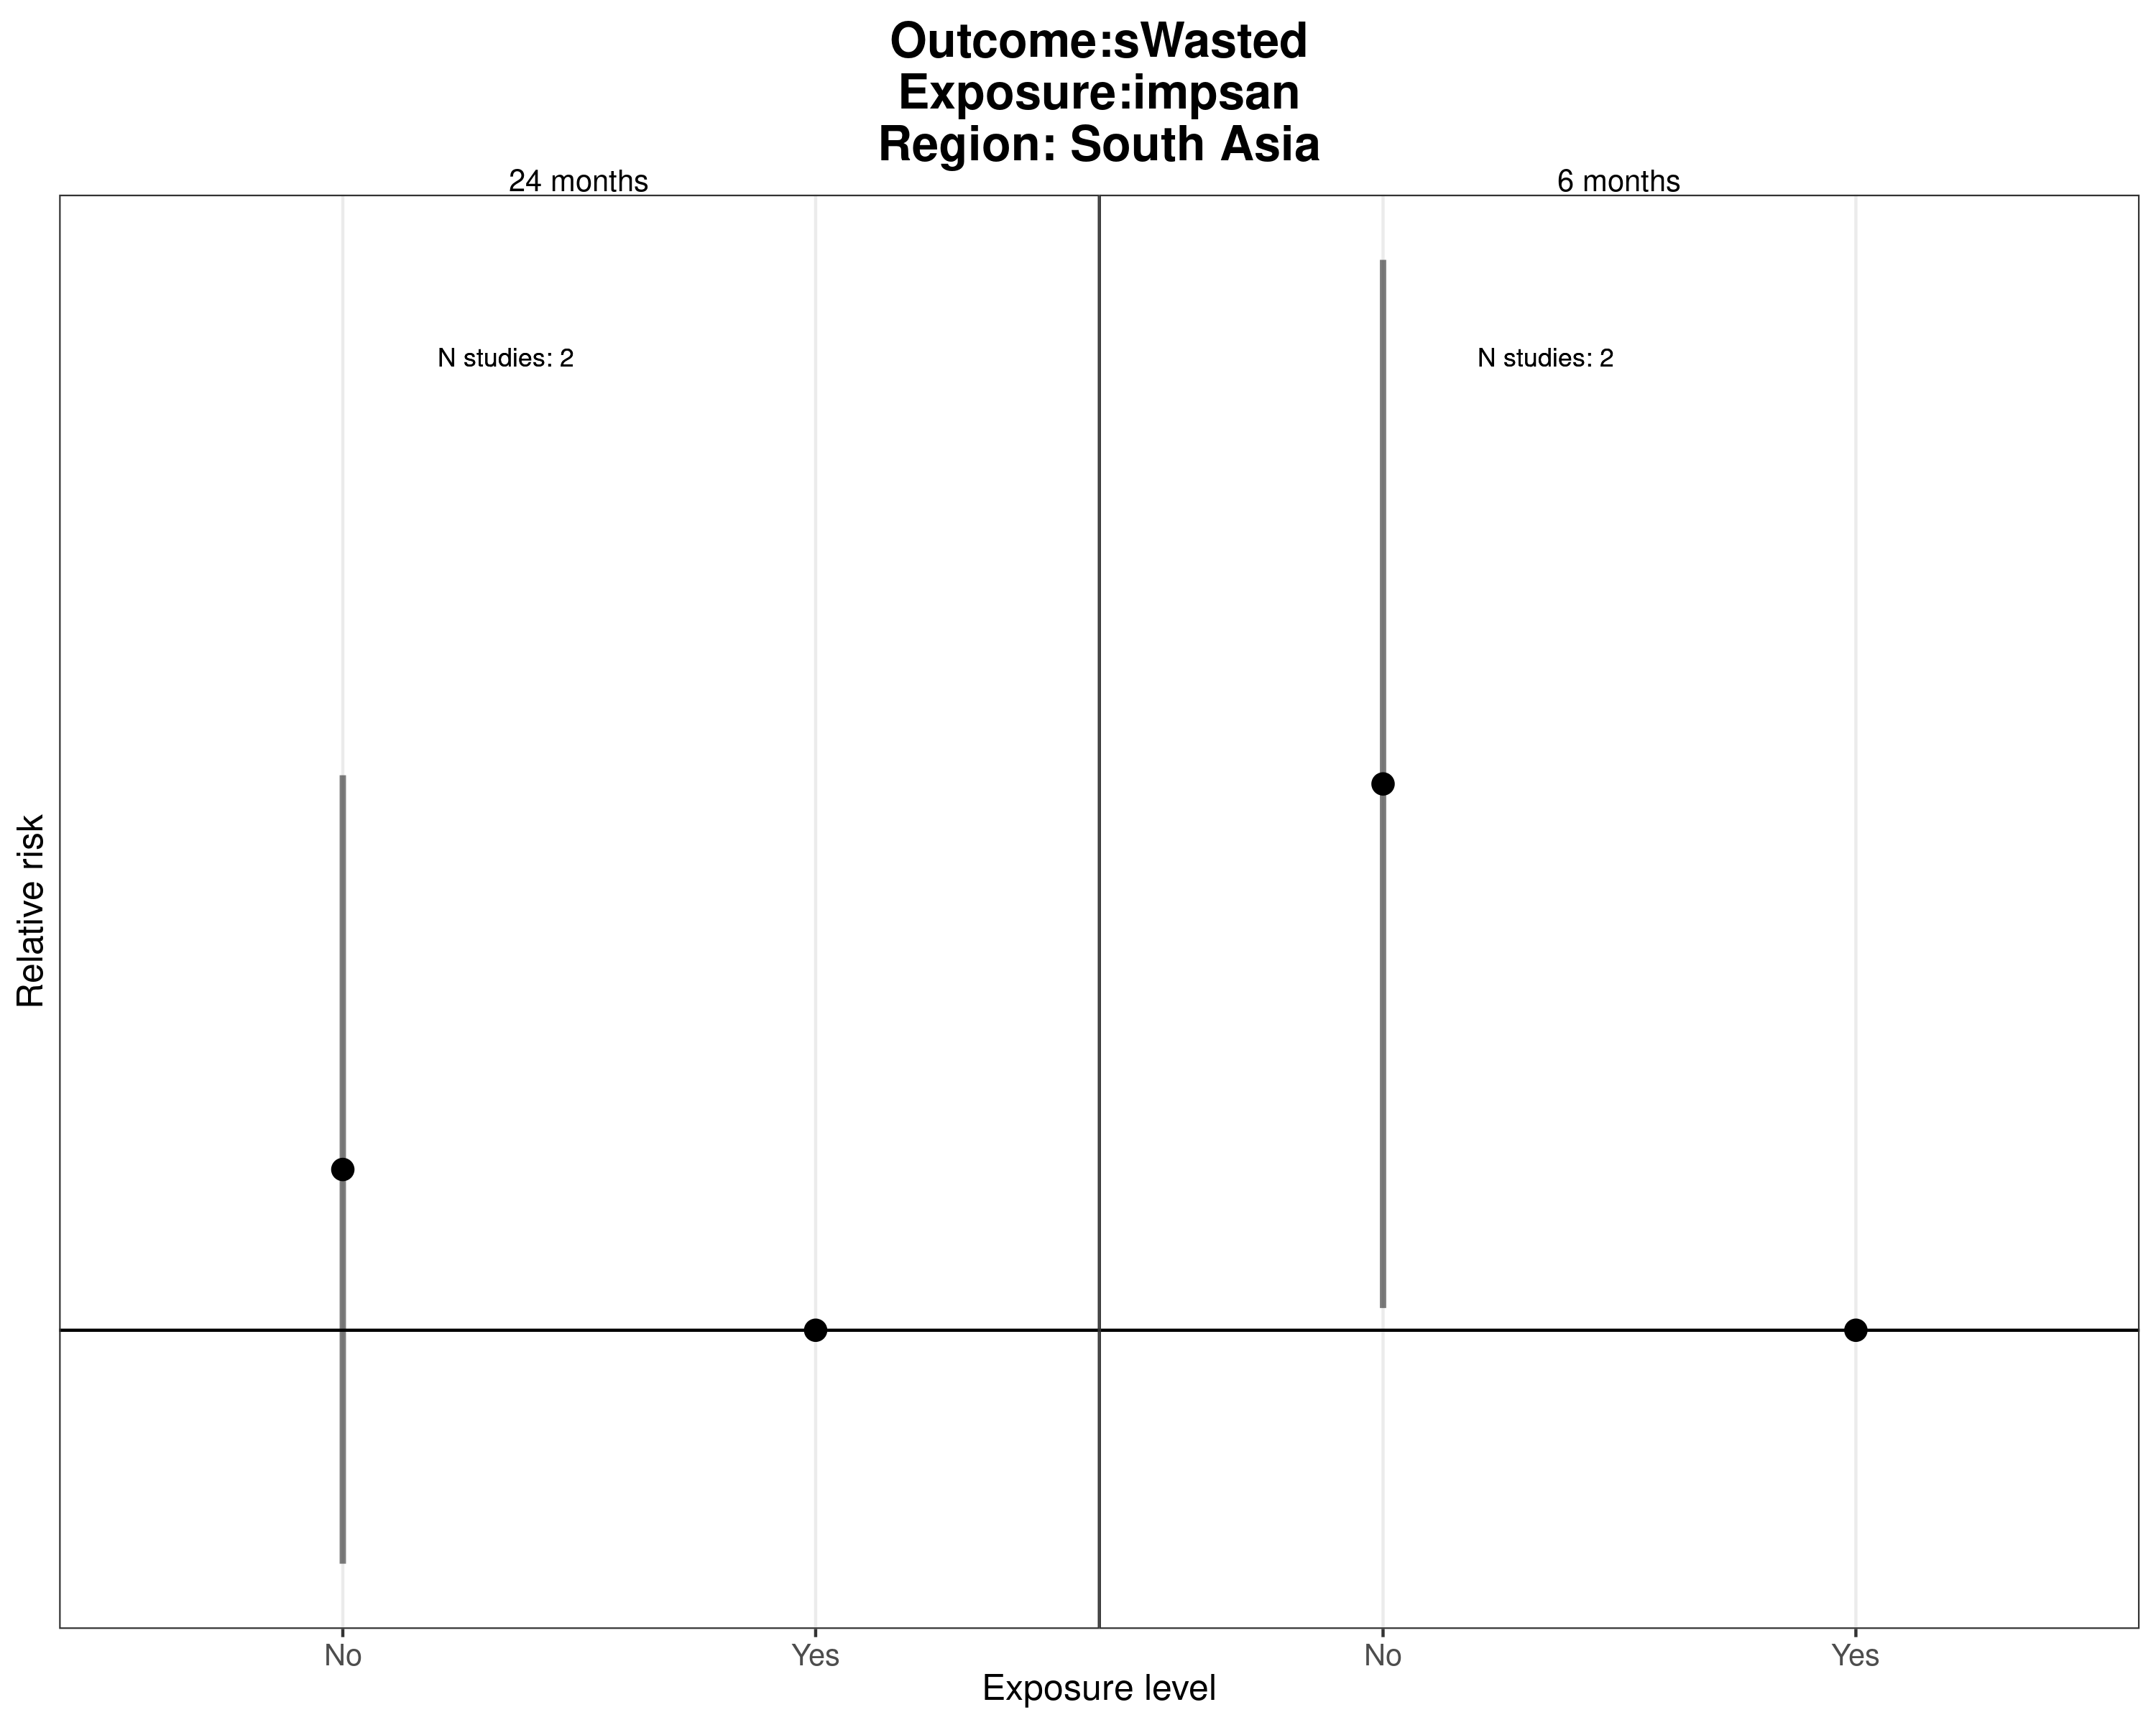 Outcome:sWasted
Exposure:impsan
Region: South Asia
24 months
6 months
N studies: 2
N studies: 2
Relative risk
No
Yes
No
Yes
Exposure level